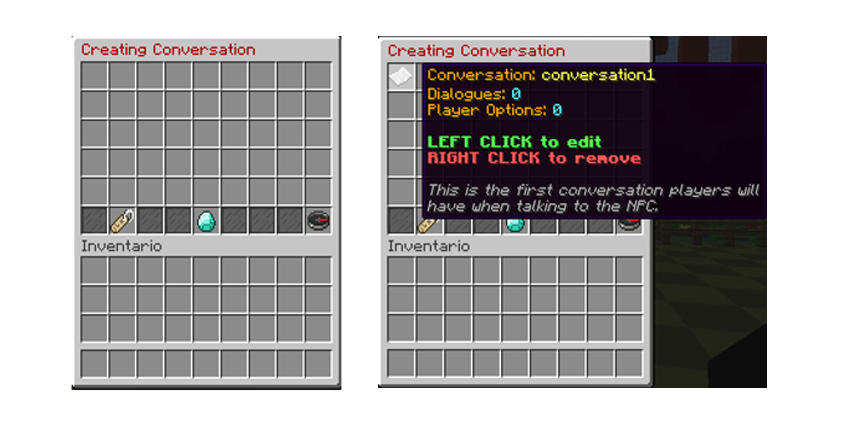 Creating Conversation
Inventario
Creating Conversation
Conversation: conversation1
Dialogues: 0
Player Options: 0
LEFT CLICK to edit
RIGHT CLICK to remove
This is the first conversation players will
have when talking to the NPC.
Inventario